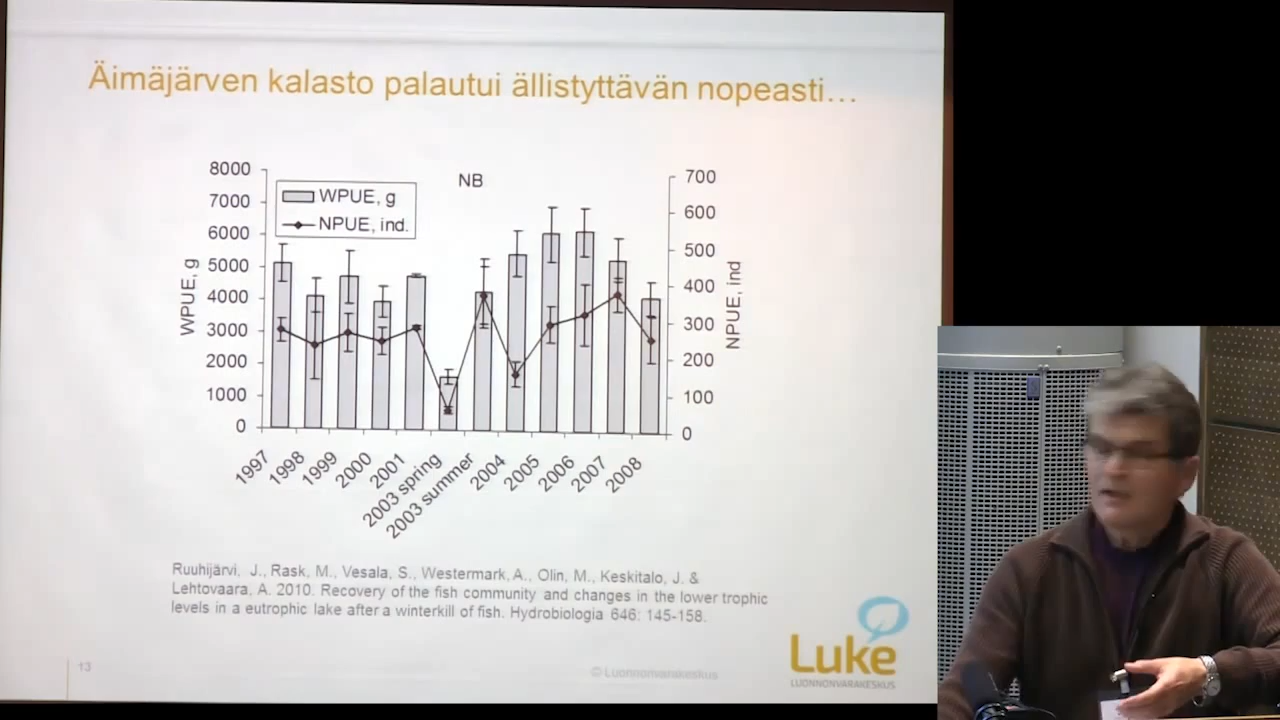 Äimäjärven kalasto palautui ällistyttävän nopeasti…
NB
WPUE, g
NPUE, ind.
8000
7000
6000
5000
4000
3000
2000
1000
0
WPUE, g
700
600
500
400
300
200
100
0
NPUE, ind
1997
1998
1999
2000
2001
2003 spring
2003 summer
2004
2005
2006
2007
2008
Ruuhijärvi, J., Rask, M., Vesala, S., Westermark, A., Olin, M., Keskitalo, J. &
Lehtovaara, A. 2010. Recovery of the fish community and changes in the lower trophic
levels in a eutrophic lake after a winterkill of fish. Hydrobiologia 646: 145-158.
13
© Luonnonvarakeskus
Luke
LUONNONVARAKESKUS